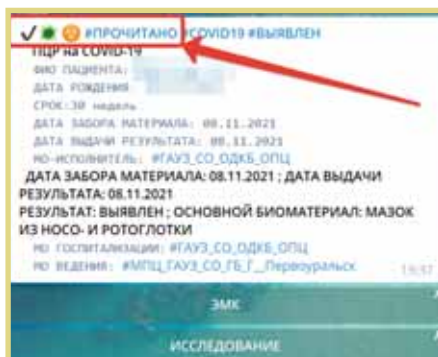 #ПРОЧИТАНО #COVID19 #ВЫЯВЛЕН
ПЦР на COVID-19
ФИО ПАЦИЕНТА:
ДАТА РОЖДЕНИЯ
СРОК:30 недель
ДАТА ЗАБОРА МАТЕРИАЛА: 08.11.2021
ДАТА ВЫДАЧИ РЕЗУЛЬТАТА: 08.11.2021
МО-ИСПОЛНИТЕЛЬ: #ГАУЗ_СО_ОДКБ_ОПЦ
ДАТА ЗАБОРА МАТЕРИАЛА: 08.11.2021 ; ДАТА ВЫДАЧИ
РЕЗУЛЬТАТА: 08.11.2021
РЕЗУЛЬТАТ: ВЫЯВЛЕН ; ОСНОВНОЙ БИОМАТЕРИАЛ: МАЗОК
ИЗ НОСО- И РОТОГЛОТКИ
МО ГОСПИТАЛИЗАЦИИ: #ГАУЗ_СО_ОДКБ_ОПЦ
МО ВЕДЕНИЯ: #МПЦ_ГАУЗ_СО_ГБ_Г__Первоуральск
19:37
ЭМК
ИССЛЕДОВАНИЕ